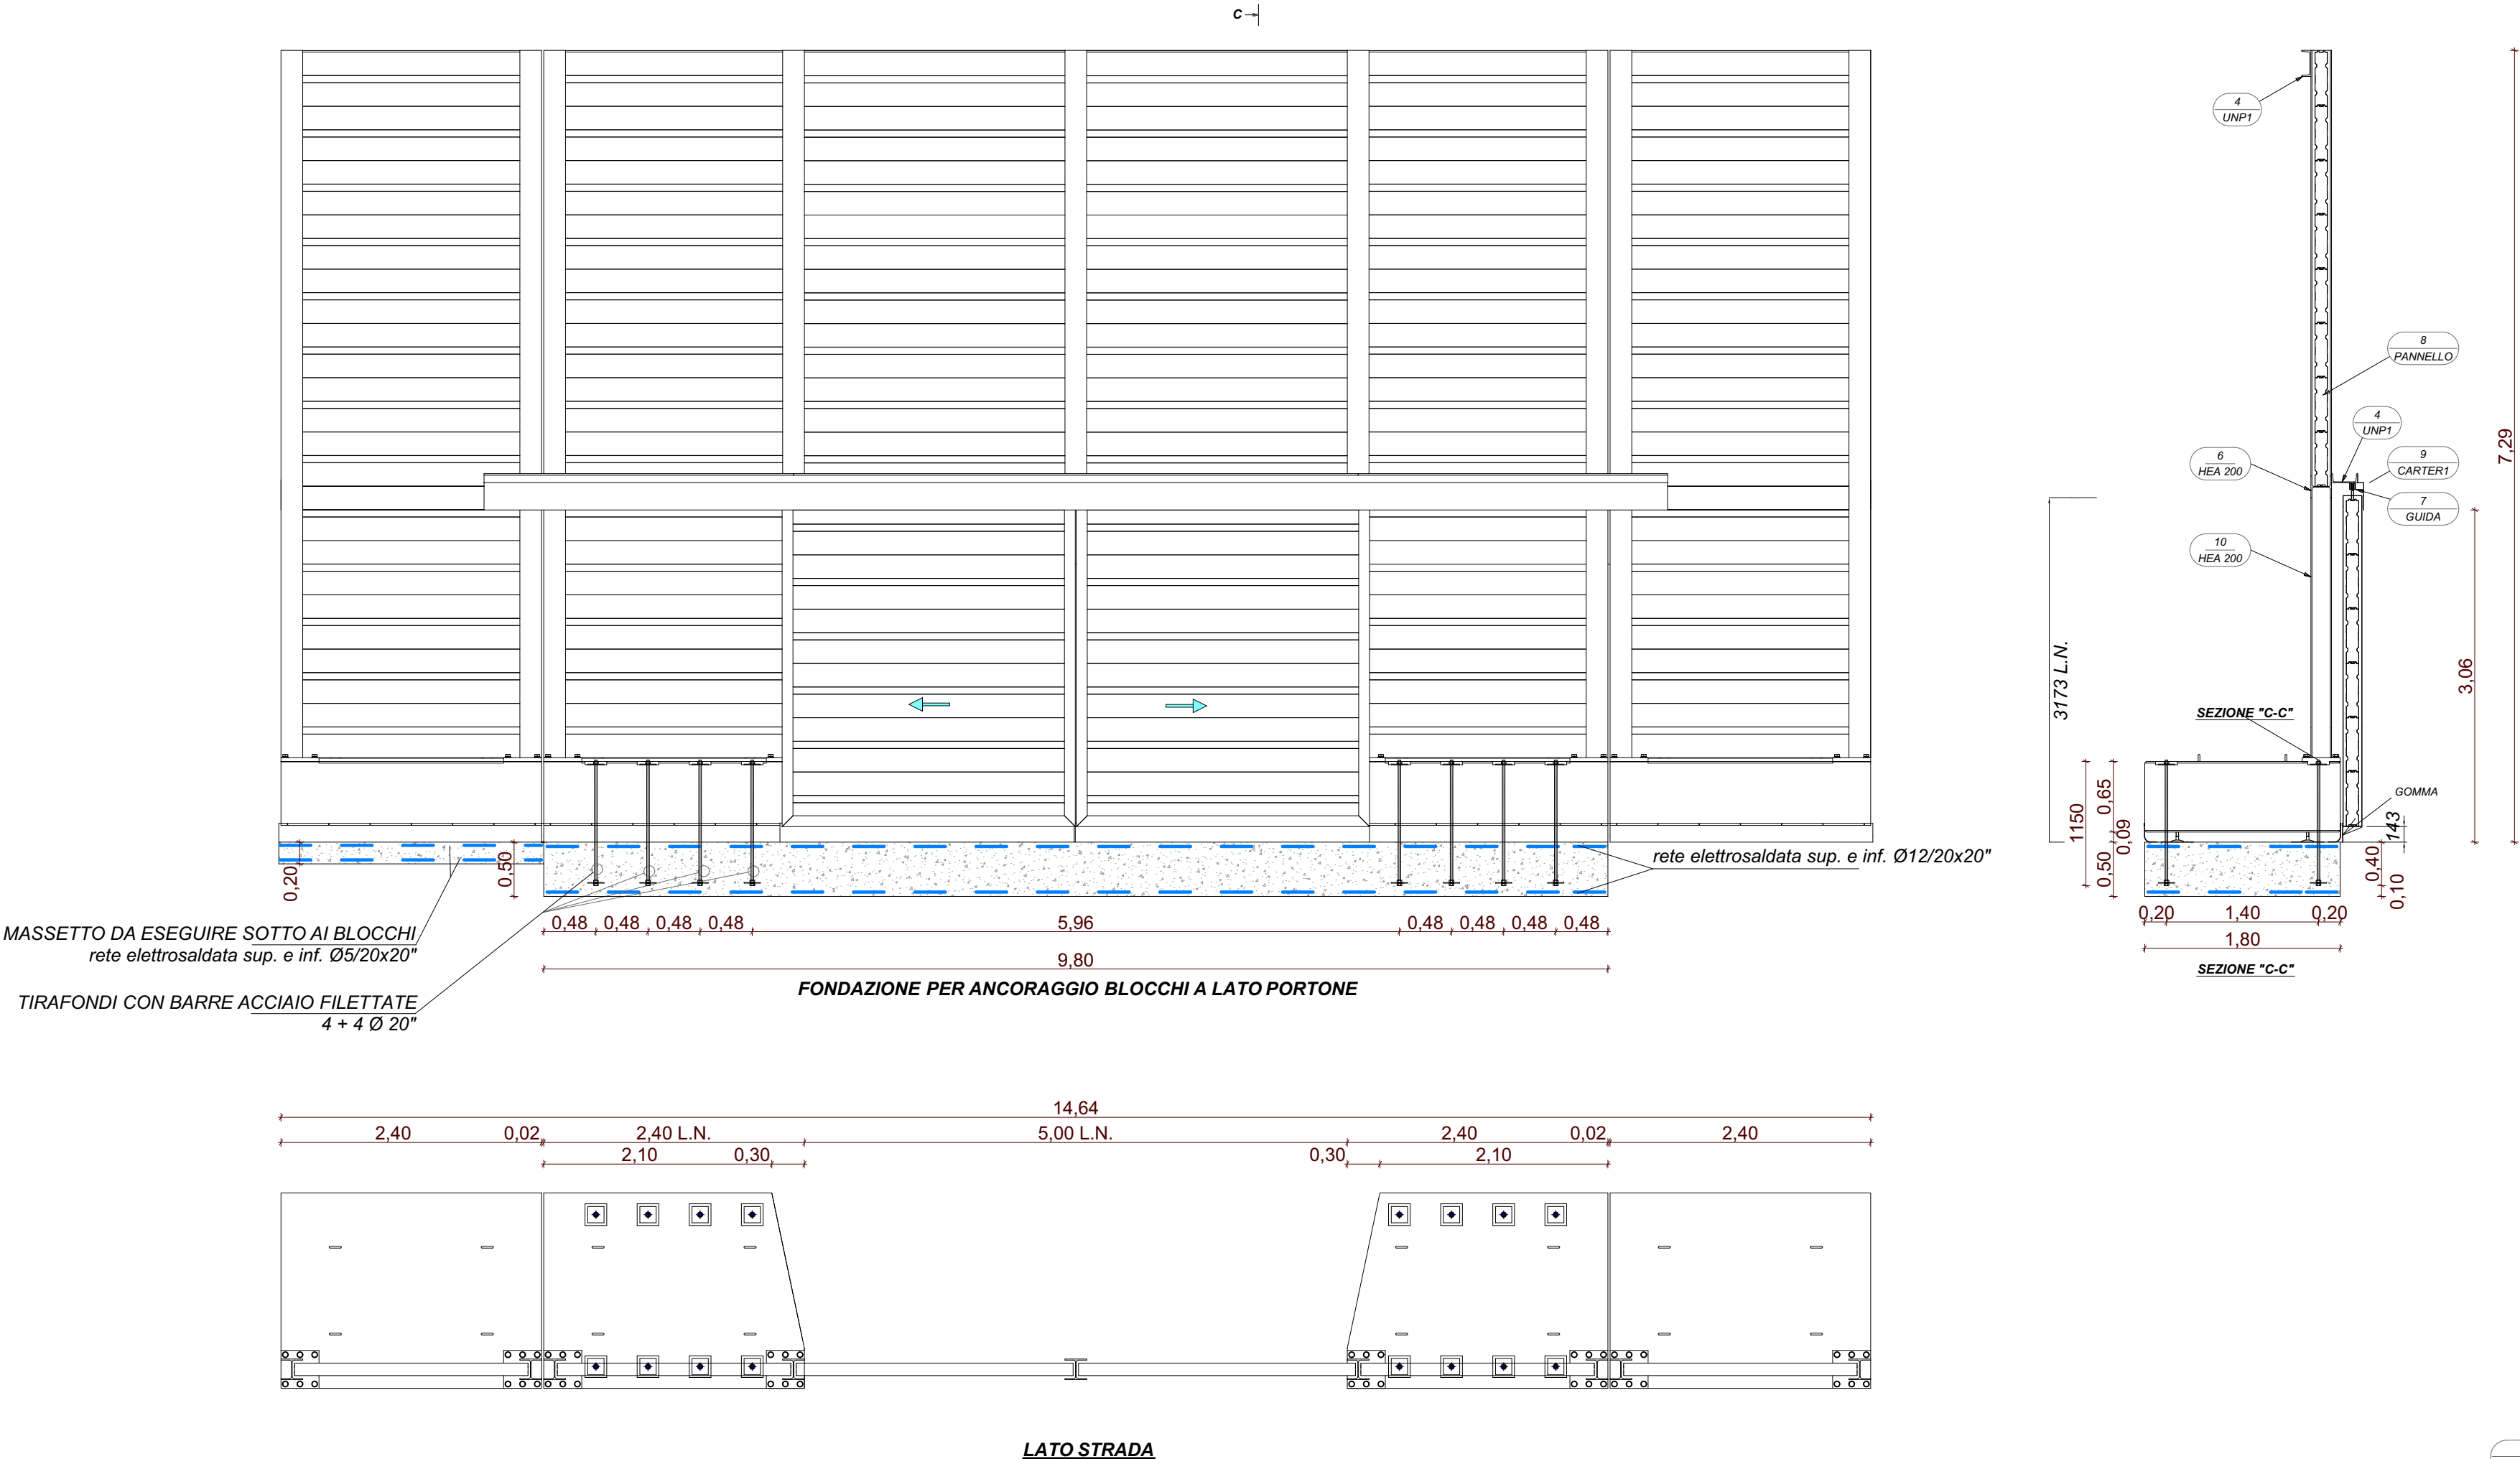 C
4
UNP1
8
PANNELLO
4
UNP1
6
HEA 200
9
CARTER1
7
GUIDA
10
HEA 200
7,29
3,06
3173 L.N.
SEZIONE "C-C"
GOMMA
1150
0,65
0,09
0,50
143
0,40
0,10
0,20
1,40
0,20
1,80
SEZIONE "C-C"
0,20
0,50
rete elettrosaldata sup. e inf. Ø12/20x20"
0,48
0,48
0,48
0,48
5,96
0,48
0,48
0,48
0,48
9,80
MASSETTO DA ESEGUIRE SOTTO AI BLOCCHI
rete elettrosaldata sup. e inf. Ø5/20x20"
TIRAFONDI CON BARRE ACCIAIO FILETTATE
4 + 4 Ø 20"
FONDAZIONE PER ANCORAGGIO BLOCCHI A LATO PORTONE
14,64
2,40
0,02
2,40 L.N.
5,00 L.N.
2,40
0,02
2,40
2,10
0,30
0,30
2,10
LATO STRADA